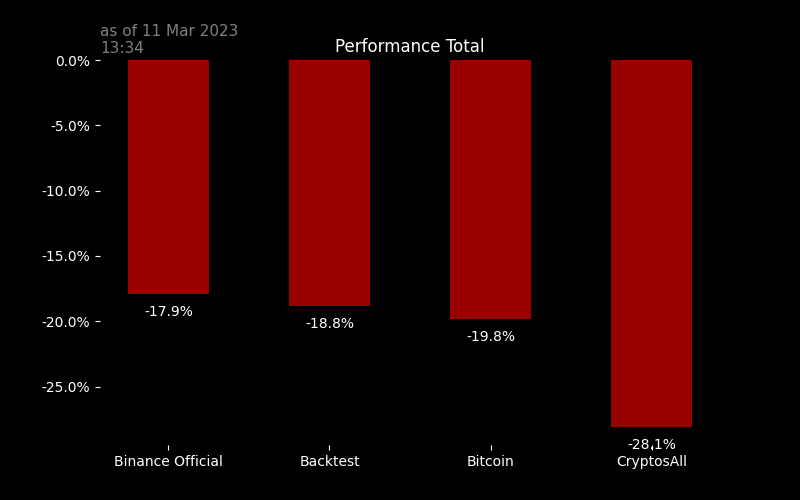 as of 11 Mar 2023
13:34
Performance Total
0.0%
-5.0%
-10.0%
-15.0%
-20.0%
-25.0%
-17.9%
-18.8%
-19.8%
-28.1%
Binance Official
Backtest
Bitcoin
CryptosAll